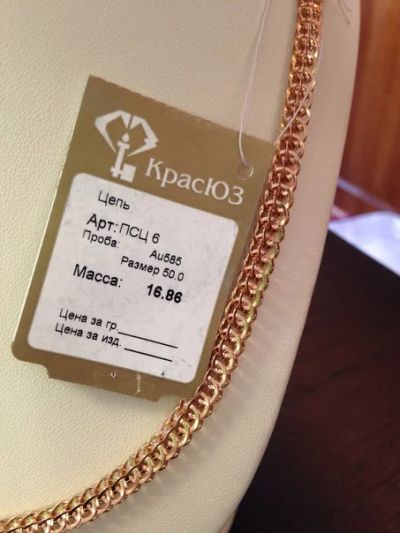 КрасЮЗ
Цепь
Арт: ПСЦ 6
Проба: Au585
Размер 50.0
Масса: 16.86
Цена за гр.
Цена за изд.